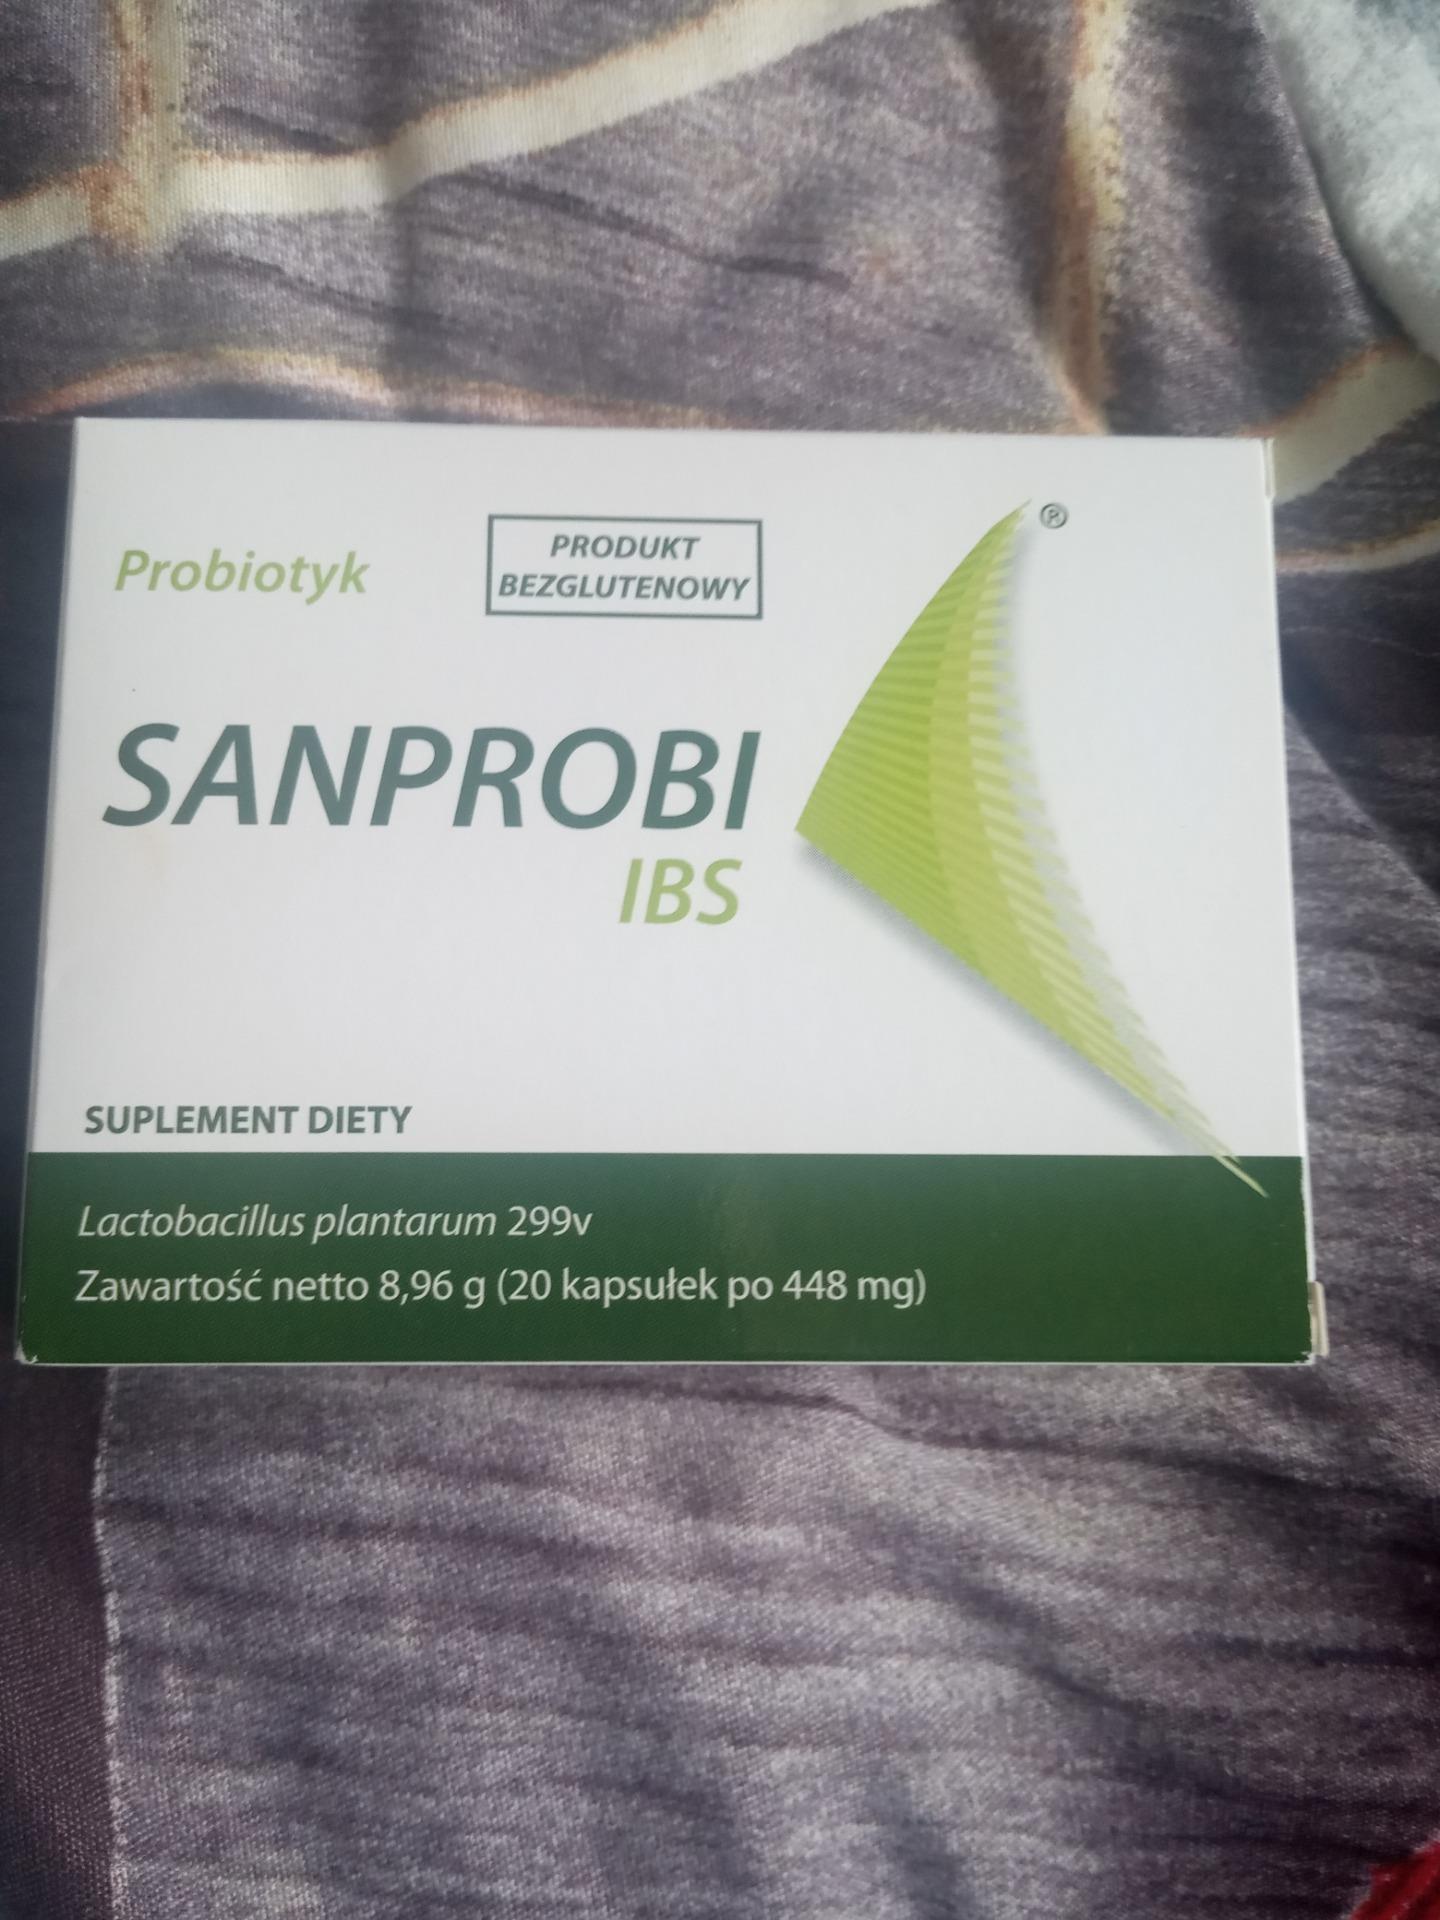 Probiotyk
PRODUKT
BEZGLUTENOWY
®
SANPROBI
IBS
SUPLEMENT DIETY
Lactobacillus plantarum 299v
Zawartość netto 8,96 g (20 kapsułek po 448 mg)